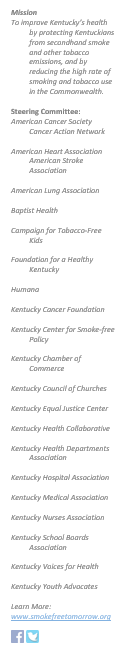 Mission
To improve Kentucky's health
by protecting Kentuckians
from secondhand smoke
and other tobacco
emissions, and by
reducing the high rate of
smoking and tobacco use
in the Commonwealth.
Steering Committee:
American Cancer Society
Cancer Action Network
American Heart Association
American Stroke
Association
American Lung Association
Baptist Health
Campaign for Tobacco-Free
Kids
Foundation for a Healthy
Kentucky
Humana
Kentucky Cancer Foundation
Kentucky Center for Smoke-free
Policy
Kentucky Chamber of
Commerce
Kentucky Council of Churches
Kentucky Equal Justice Center
Kentucky Health Collaborative
Kentucky Health Departments
Association
Kentucky Hospital Association
Kentucky Medical Association
Kentucky Nurses Association
Kentucky School Boards
Association
Kentucky Voices for Health
Kentucky Youth Advocates
Learn More:
www.smokefreetomorrow.org